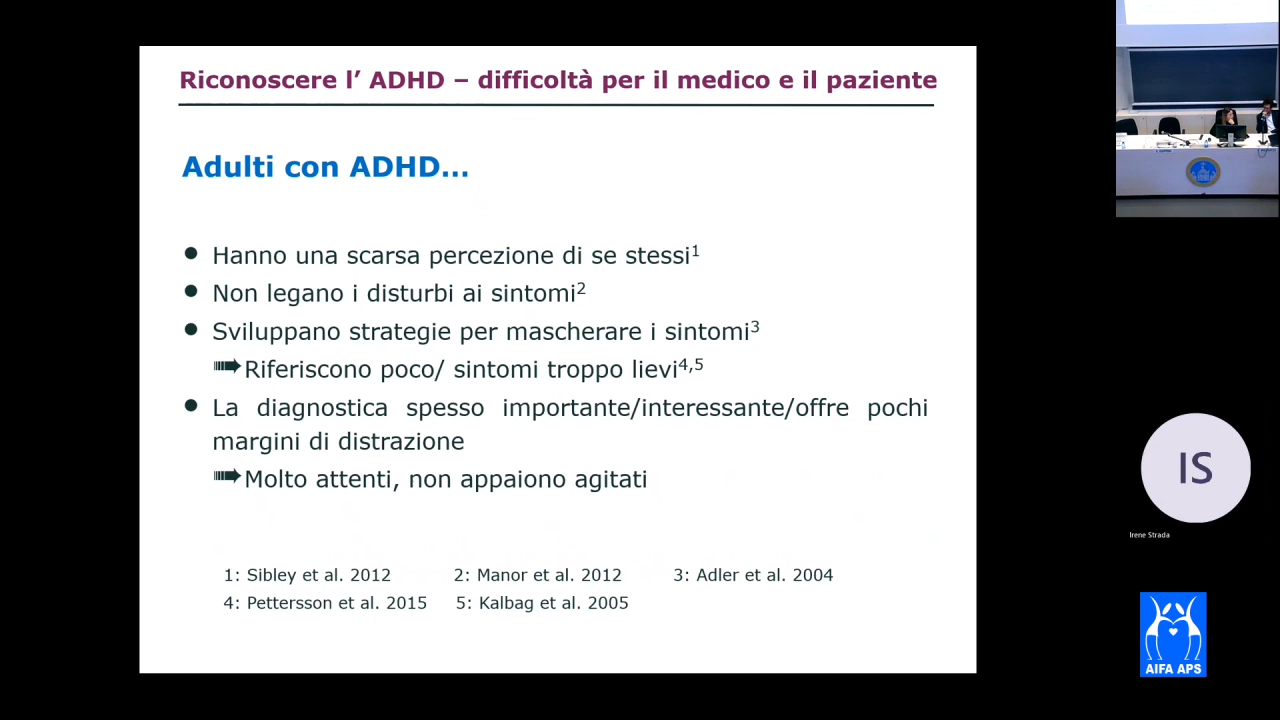 Riconoscere l’ ADHD – difficoltà per il medico e il paziente
Adulti con ADHD...
● Hanno una scarsa percezione di se stessi¹
● Non legano i disturbi ai sintomi²
● Sviluppano strategie per mascherare i sintomi³
➠Riferiscono poco/ sintomi troppo lievi⁴,⁵
● La diagnostica spesso importante/interessante/offre pochi
margini di distrazione
➠Molto attenti, non appaiono agitati
1: Sibley et al. 2012 2: Manor et al. 2012 3: Adler et al. 2004
4: Pettersson et al. 2015 5: Kalbag et al. 2005
IS
Irene Strada
AIFA APS